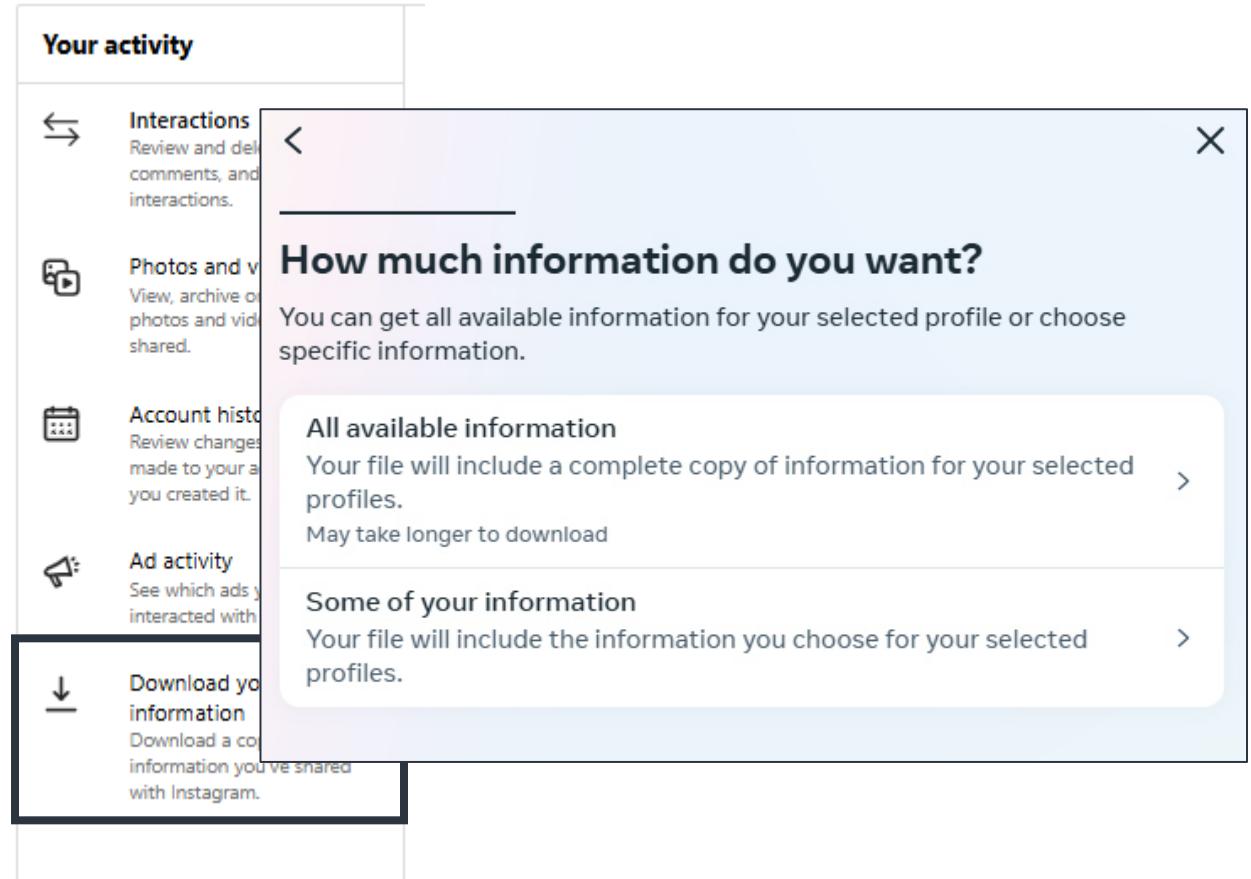 Your activity
Interactions
Review and
comments, and
interactions.
Photos and
View, archive
photos and
shared.
Account
Review changes
made to your
you created it.
Ad activity
See which ads
interacted with
Download
information
Download a
information you've shared
with Instagram.
How much information do you want?
You can get all available information for your selected profile or choose
specific information.
All available information
Your file will include a complete copy of information for your selected
profiles.
May take longer to download
Some of your information
Your file will include the information you choose for your selected
profiles.